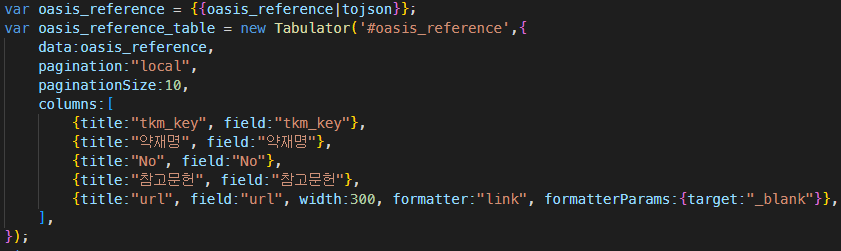 var oasis_reference = {{oasis_reference|tojson}};
var oasis_reference_table = new Tabulator('#oasis_reference',{
    data:oasis_reference,
    pagination:"local",
    paginationSize:10,
    columns:[
        {title:"tkm_key", field:"tkm_key"},
        {title:"약재명", field:"약재명"},
        {title:"No", field:"No"},
        {title:"참고문헌", field:"참고문헌"},
        {title:"url", field:"url", width:300, formatter:"link", formatterParams:{target:"_blank"}},
    ],
});